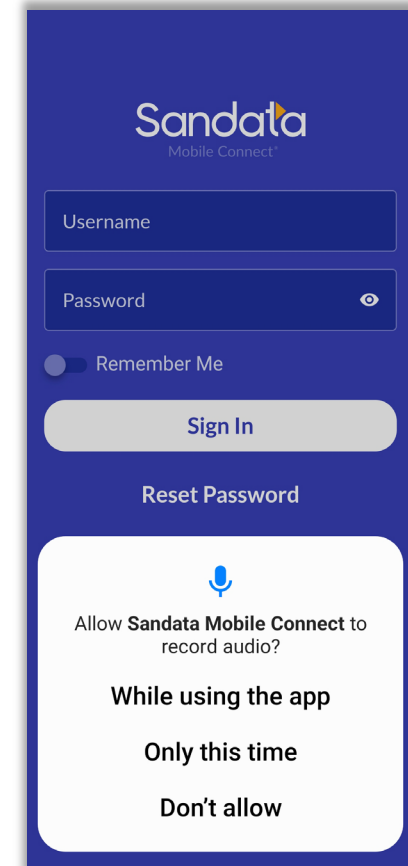 Sandata
Mobile Connect
Username
Password
Remember Me
Sign In
Reset Password
Allow Sandata Mobile Connect to
record audio?
While using the app
Only this time
Don't allow